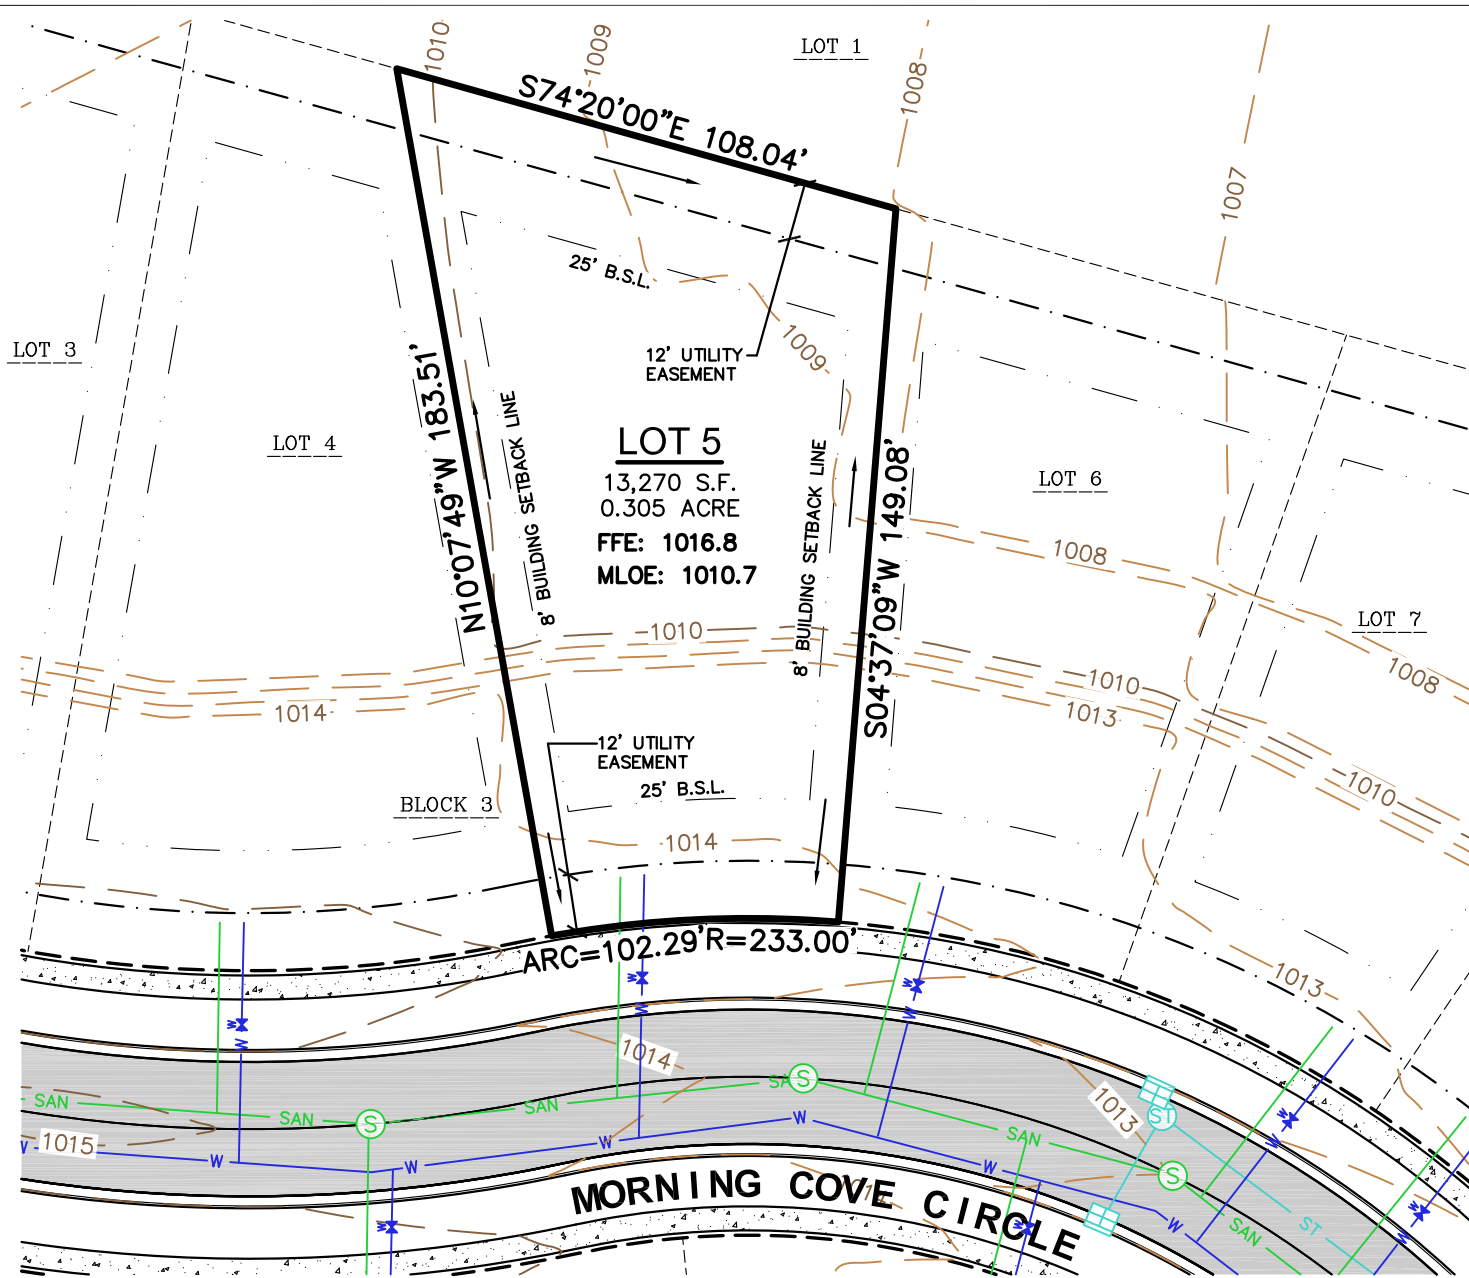 1010
1009
LOT 1
1008
S74°20'00"E 108.04'
1007
25' B.S.L.
LOT 3
12' UTILITY
EASEMENT
1009
N10°07'49"W 183.51'
8' BUILDING SETBACK LINE
LOT 4
LOT 5
13,270 S.F.
0.305 ACRE
FFE: 1016.8
MLOE: 1010.7
8' BUILDING SETBACK LINE
S04°37'09"W 149.08'
LOT 6
1008
LOT 7
1010
1008
1010
1013
1014
12' UTILITY
EASEMENT
25' B.S.L.
1010
BLOCK 3
1014
ARC=102.29' R=233.00'
1013
W
W
W
W
W
W
1014
1013
SAN
SAN
S
SAN
S
ST
SAN
S
1015
W
W
W
W
W
W
W
W
W
W
W
MORNING COVE CIRCLE
SAN
ST
W